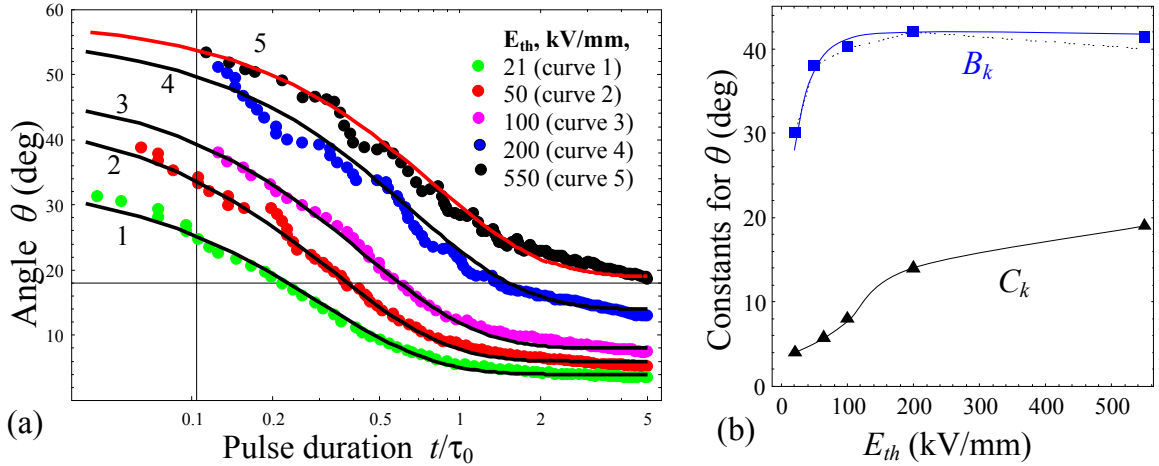 60
50
40
30
20
10
Angle θ (deg)
5
4
3
2
1
E_th, kV/mm,
21 (curve 1)
50 (curve 2)
100 (curve 3)
200 (curve 4)
550 (curve 5)
0.1
0.2
0.5
1
2
5
(a)
Pulse duration t/τ₀
40
30
20
10
0
Constants for θ (deg)
B_k
C_k
0
100
200
300
400
500
(b)
E_th (kV/mm)